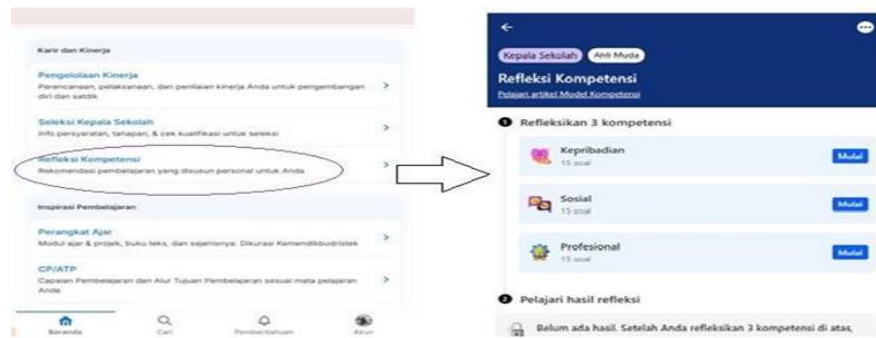 Karir dan Kinerja
Pengelolaan Kinerja
Perencanaan, pelaksanaan, dan penilaian kinerja Anda untuk pengembangan
diri dan satdik
Seleksi Kepala Sekolah
Info persyaratan, tahapan, & cek kualifikasi untuk seleksi
Refleksi Kompetensi
Rekomendasi pembelajaran yang disusun personal untuk Anda
Inspirasi Pembelajaran
Perangkat Ajar
Modul ajar & projek, buku teks, dan sejenisnya. Dikurasi Kemendikbudristek
CP/ATP
Capaian Pembelajaran dan Alur Tujuan Pembelajaran sesuai mata pelajaran
Anda
Beranda
Cari
Pemberitahuan
Akun
Kepala Sekolah
Ahli Muda
Refleksi Kompetensi
Pelajari artikel Model Kompetensi
1 Refleksikan 3 kompetensi
Kepribadian
15 soal
Mulai
Sosial
15 soal
Mulai
Profesional
15 soal
Mulai
2 Pelajari hasil refleksi
Belum ada hasil. Setelah Anda refleksikan 3 kompetensi di atas,